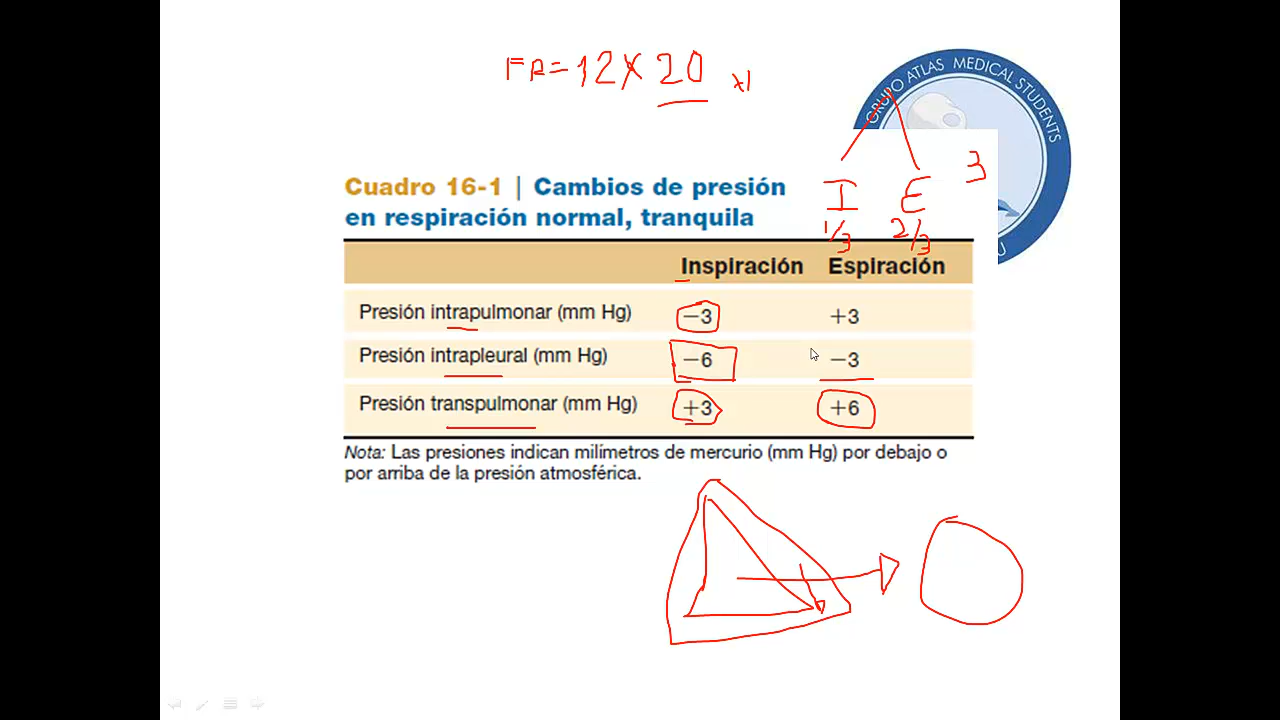 FR=12x 20 x1
GRUPO ATLAS MEDICAL STUDENTS
I E 3
1/3 2/3
Cuadro 16-1 | Cambios de presión
en respiración normal, tranquila
Inspiración Espiración
Presión intrapulmonar (mm Hg) −3 +3
Presión intrapleural (mm Hg) −6 −3
Presión transpulmonar (mm Hg) +3 +6
Nota: Las presiones indican milímetros de mercurio (mm Hg) por debajo o
por arriba de la presión atmosférica.